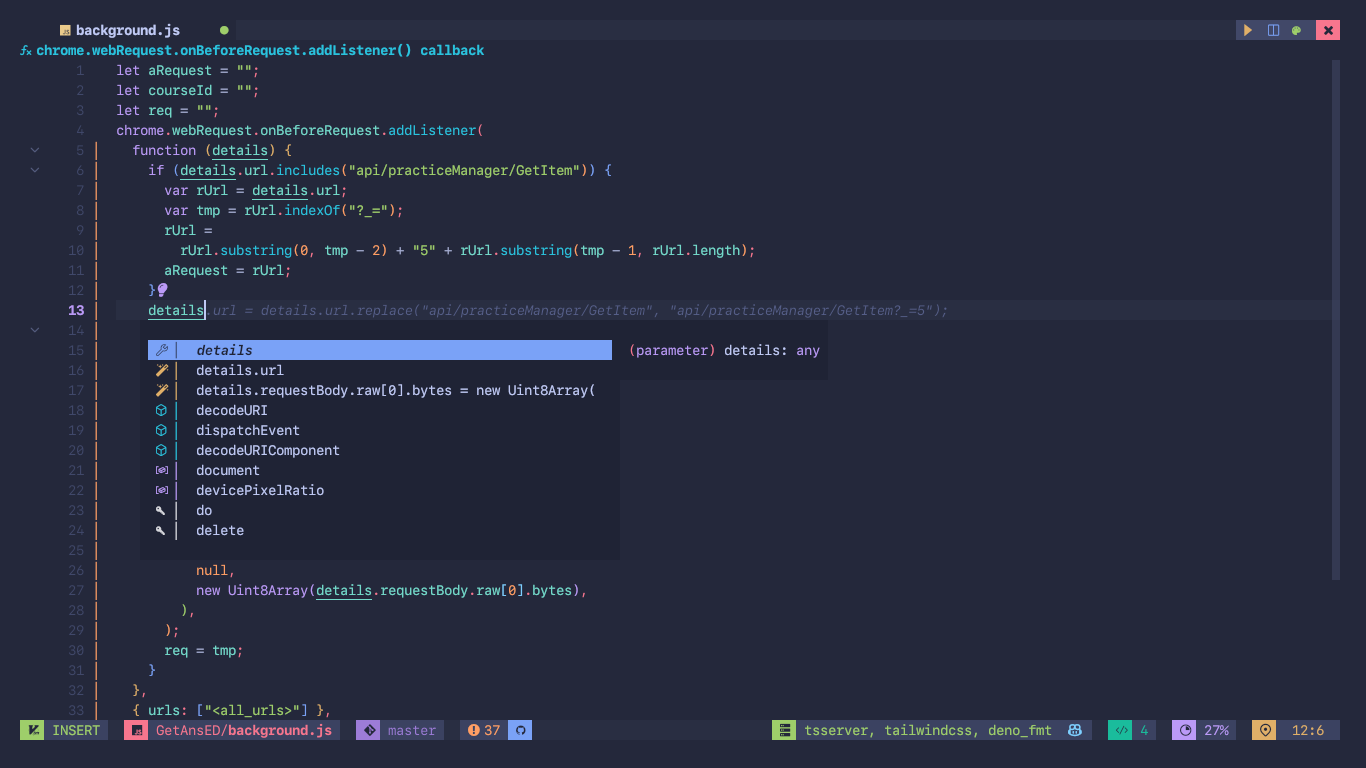 background.js
chrome.webRequest.onBeforeRequest.addListener() callback
1 let aRequest = "";
2 let courseId = "";
3 let req = "";
4 chrome.webRequest.onBeforeRequest.addListener(
5 function (details) {
6 if (details.url.includes("api/practiceManager/GetItem")) {
7 var rUrl = details.url;
8 var tmp = rUrl.indexOf("?_=");
9 rUrl =
10 rUrl.substring(0, tmp - 2) + "5" + rUrl.substring(tmp - 1, rUrl.length);
11 aRequest = rUrl;
12 }
13 details.url = details.url.replace("api/practiceManager/GetItem", "api/practiceManager/GetItem?_=5");
14
15 details (parameter) details: any
16 details.url
17 details.requestBody.raw[0].bytes = new Uint8Array(
18 decodeURI
19 dispatchEvent
20 decodeURIComponent
21 document
22 devicePixelRatio
23 do
24 delete
25
26 null,
27 new Uint8Array(details.requestBody.raw[0].bytes),
28 ),
29 );
30 req = tmp;
31 }
32 },
33 { urls: ["<all_urls>"] },
INSERT GetAnsED/background.js master 37 tsserver, tailwindcss, deno_fmt 4 27% 12:6